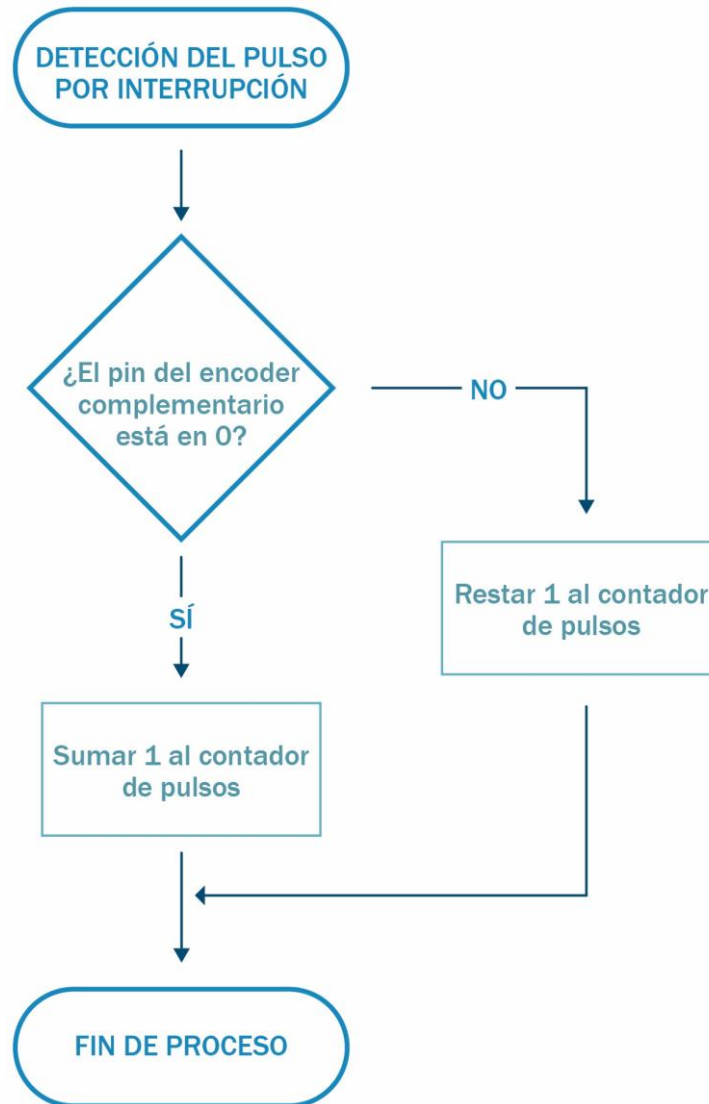 DETECCIÓN DEL PULSO
POR INTERRUPCIÓN
¿El pin del encoder
complementario
está en 0?
NO
SÍ
Restar 1 al contador
de pulsos
Sumar 1 al contador
de pulsos
FIN DE PROCESO